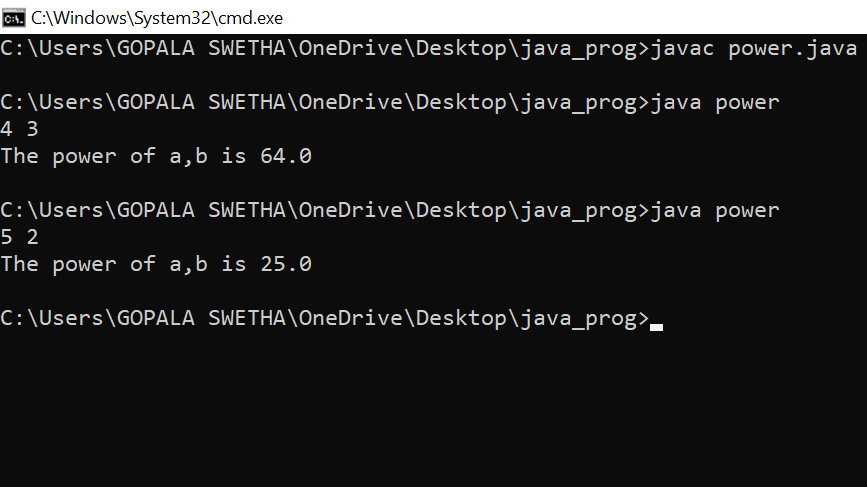 C:\Windows\System32\cmd.exe
C:\Users\GOPALA SWETHA\OneDrive\Desktop\java_prog>javac power.java
C:\Users\GOPALA SWETHA\OneDrive\Desktop\java_prog>java power
4 3
The power of a,b is 64.0
C:\Users\GOPALA SWETHA\OneDrive\Desktop\java_prog>java power
5 2
The power of a,b is 25.0
C:\Users\GOPALA SWETHA\OneDrive\Desktop\java_prog>